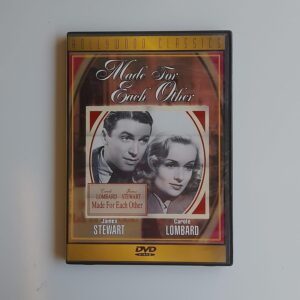 HOLLYWOOD CLASSICS
Made For
Each Other
Carole James
LOMBARD STEWART
Made For Each Other
James Carole
STEWART LOMBARD
DVD